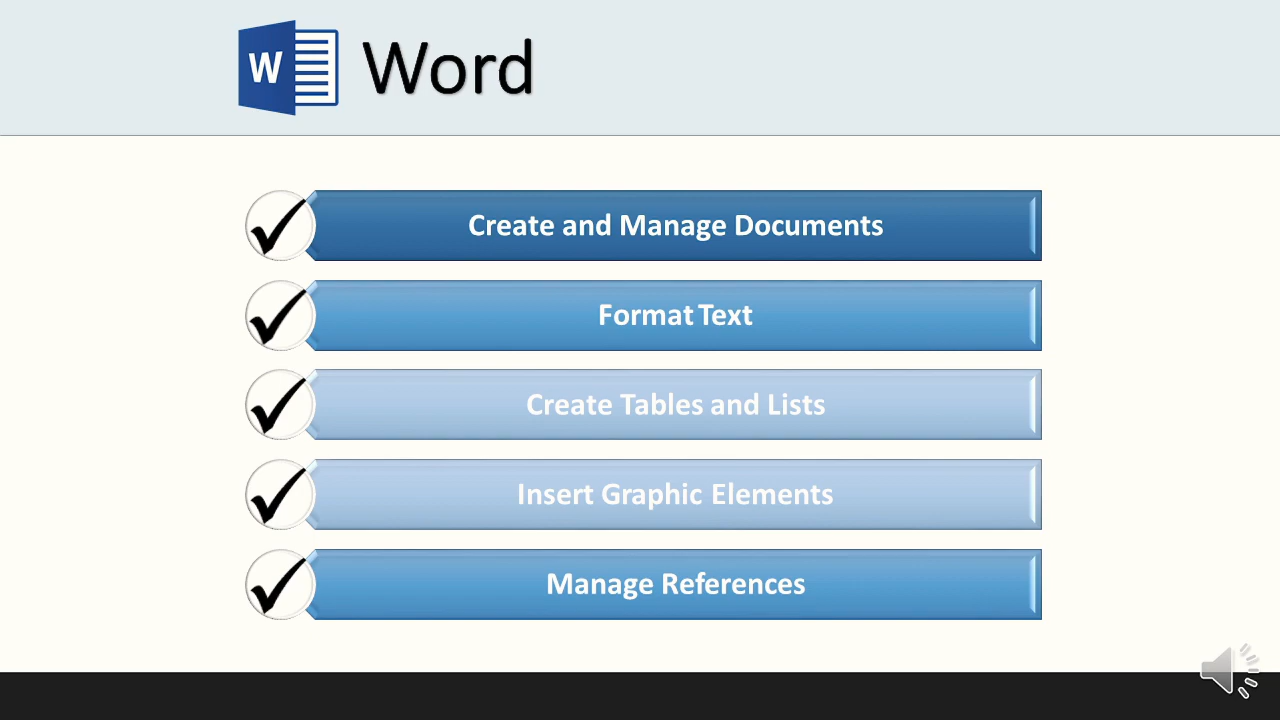 W
Word
Create and Manage Documents
Format Text
Create Tables and Lists
Insert Graphic Elements
Manage References